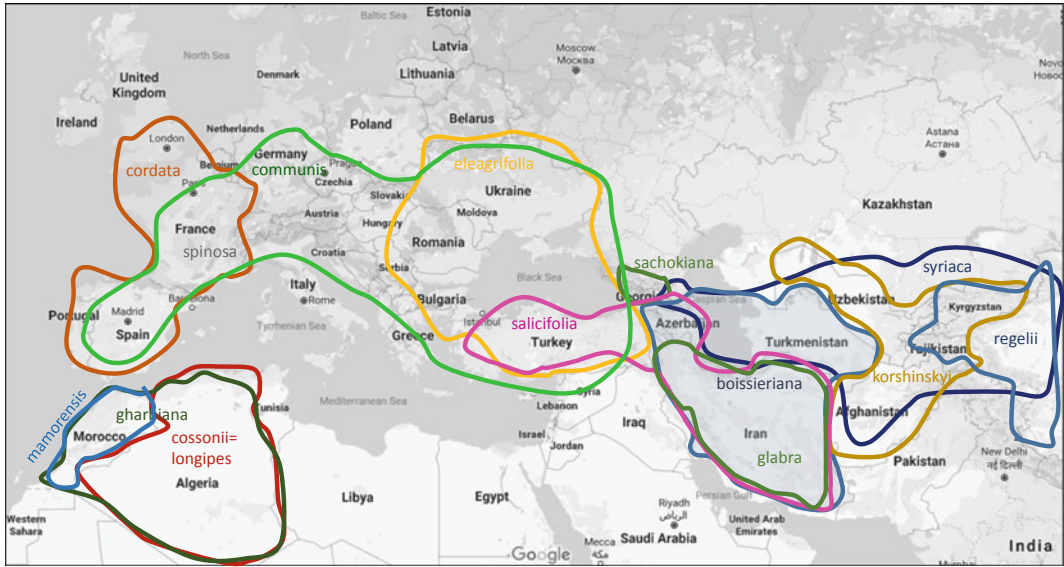 Estonia
Baltic Sea
North Sea
Latvia
Moscow
Москва
Denmark
Lithuania
United
Kingdom
Ireland
Netherlands
Poland
Belarus
London
Astana
Астана
Belgium
Germany
communis
Prague
Czechia
cordata
eleagrifolia
Ukraine
Paris
Slovaki
Kazakhstan
France
Austria
Moldova
Hungary
spinosa
Croatia
Romania
Serbia
Italy
Rome
Black Sea
sachokiana
Georgia
syriaca
Barcelona
Bulgaria
Uzbekistan
Kyrgyzstan
Portugal
Madrid
Spain
Istanbul
salicifolia
Turkey
Azerbaijan
Turkmenistan
Tajikistan
regelii
Tyrrhenian Sea
Greece
boissieriana
korshinskyi
Mediterranean Sea
Syria
Lebanon
Tunisia
gharbiana
mamorensis
Morocco
Israel
Jordan
Iraq
Iran
Afghanistan
cossonii=
longipes
glabra
Pakistan
New Delhi
नई दिल्ली
Algeria
Libya
Egypt
Persian Gulf
Riyadh
الرياض
Western
Sahara
United Arab
Emirates
Saudi Arabia
Google
Mecca
مكة
India
Mumbai